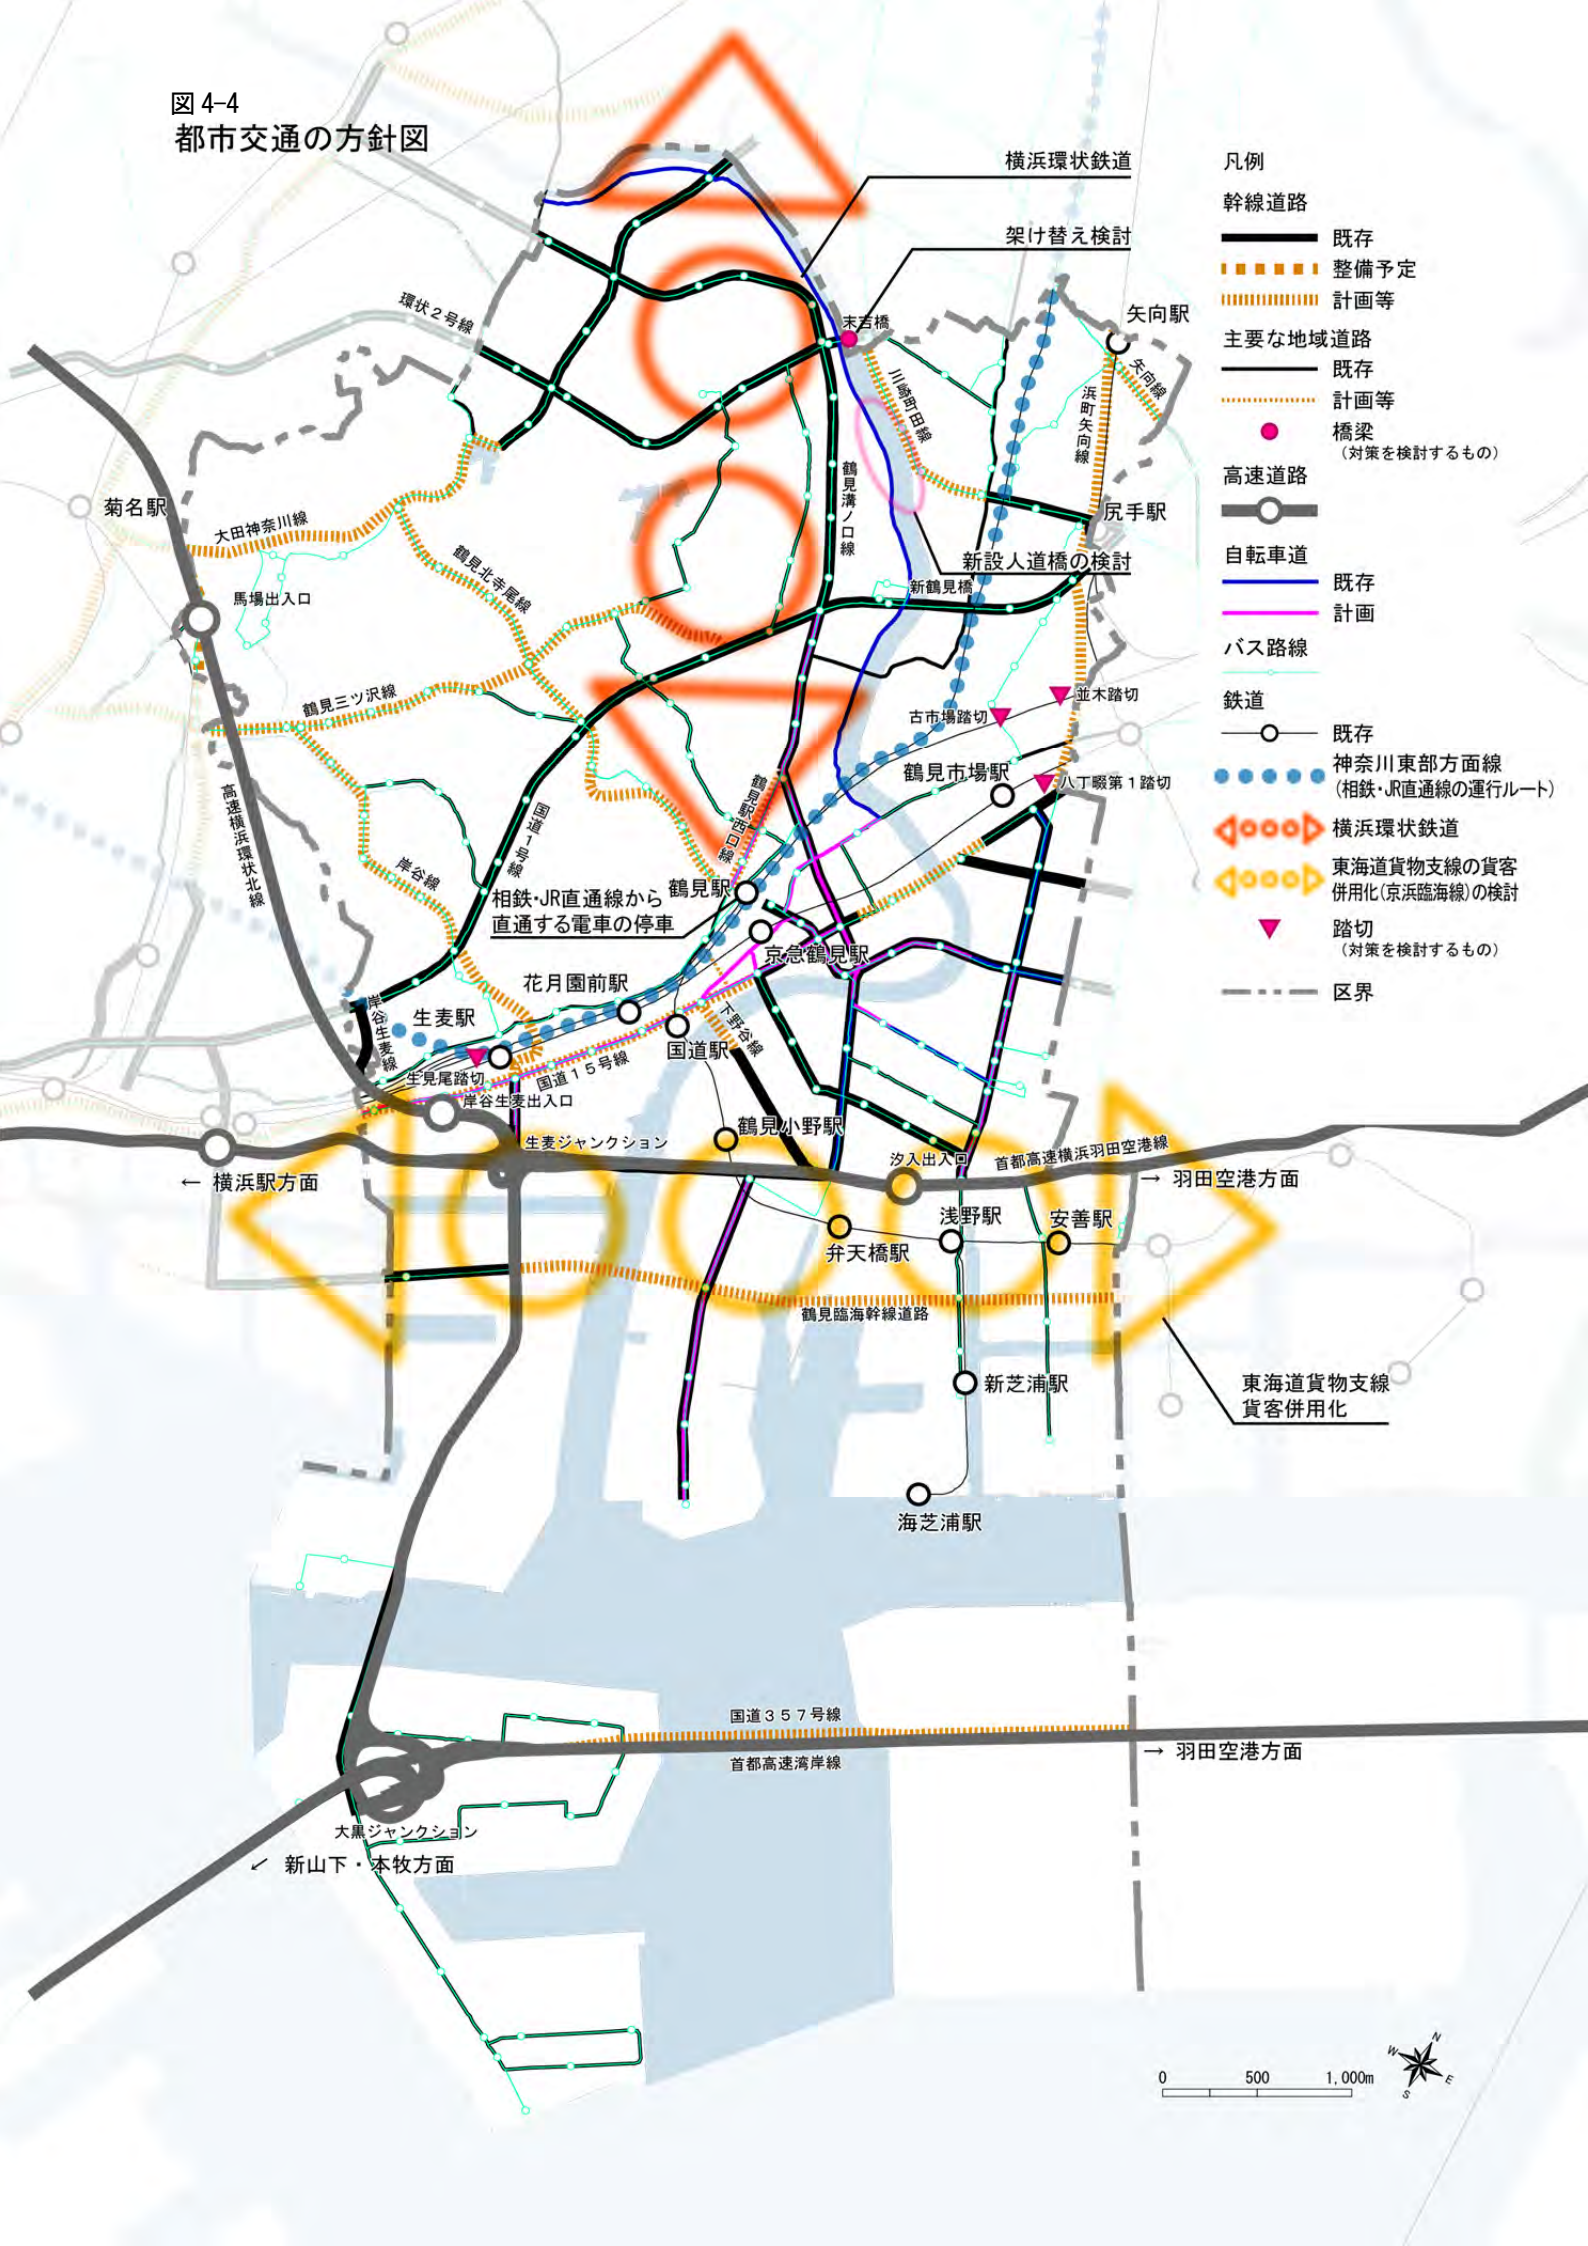 図 4-4
都市交通の方針図
横浜環状鉄道
架け替え検討
末吉橋
環状２号線
矢向駅
矢向線
川崎町田線
浜町矢向線
菊名駅
大田神奈川線
鶴見溝ノ口線
尻手駅
鶴見北寺尾線
新設人道橋の検討
新鶴見橋
馬場出入口
鶴見三ツ沢線
並木踏切
古市場踏切
鶴見市場駅
八丁畷第１踏切
高速横浜環状北線
国道１号線
鶴見駅西口線
岸谷線
相鉄・JR直通線から
直通する電車の停車
鶴見駅
京急鶴見駅
花月園前駅
岸谷生麦線
生麦駅
国道駅
下野谷線
生見尾踏切
国道１５号線
岸谷生麦出入口
生麦ジャンクション
鶴見小野駅
汐入出入口
首都高速横浜羽田空港線
← 横浜駅方面
→ 羽田空港方面
弁天橋駅
浅野駅
安善駅
鶴見臨海幹線道路
新芝浦駅
東海道貨物支線
貨客併用化
海芝浦駅
国道３５７号線
首都高速湾岸線
→ 羽田空港方面
大黒ジャンクション
↙ 新山下・本牧方面
凡例
幹線道路
既存
整備予定
計画等
主要な地域道路
既存
計画等
橋梁
（対策を検討するもの）
高速道路
自転車道
既存
計画
バス路線
鉄道
既存
神奈川東部方面線
（相鉄・JR直通線の運行ルート）
横浜環状鉄道
東海道貨物支線の貨客
併用化（京浜臨海線）の検討
踏切
（対策を検討するもの）
区界
0 500 1,000m
N
W
E
S